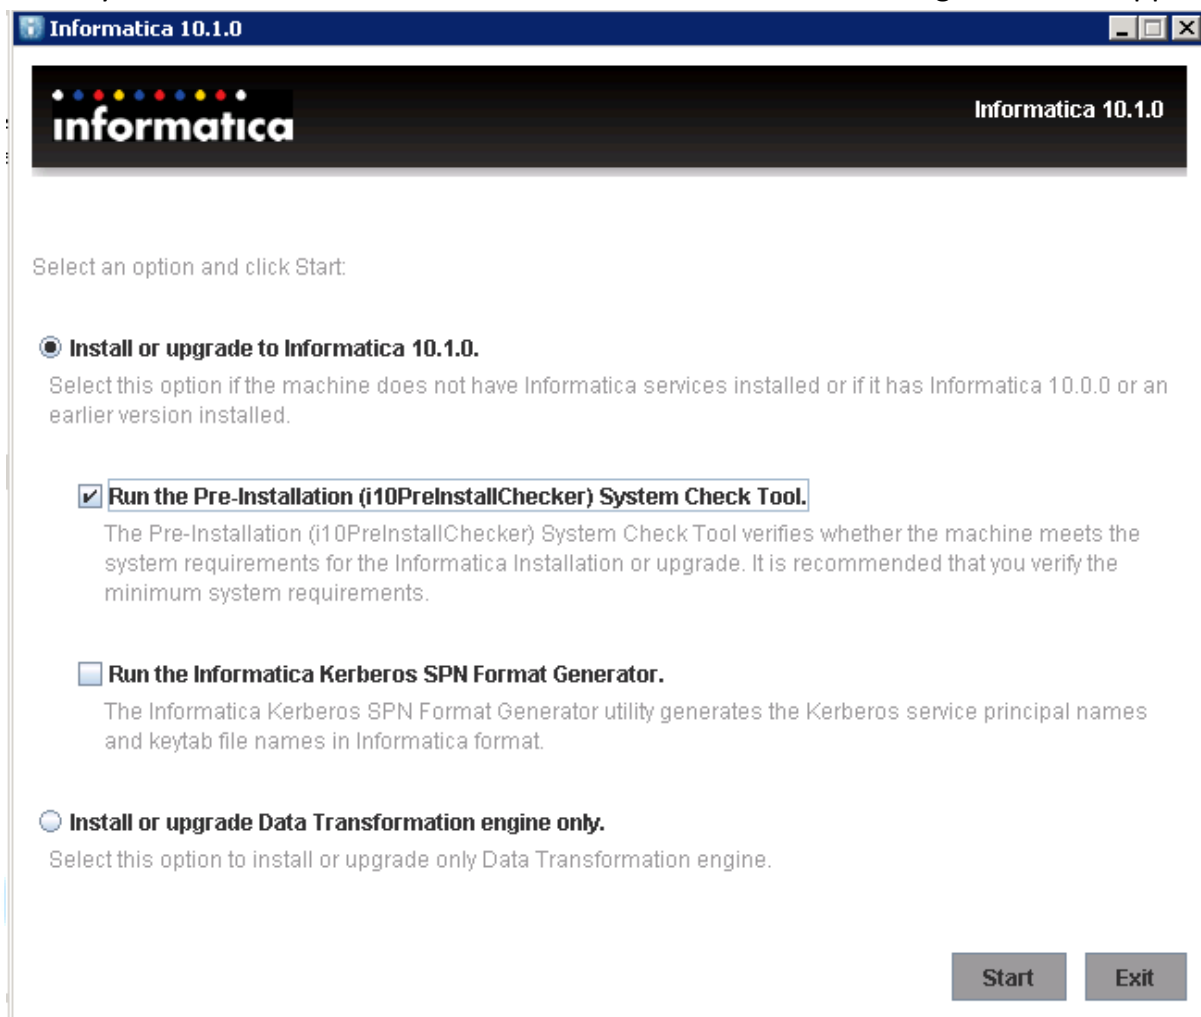 Informatica 10.1.0
informatica
Informatica 10.1.0
Select an option and click Start:
Install or upgrade to Informatica 10.1.0.
Select this option if the machine does not have Informatica services installed or if it has Informatica 10.0.0 or an
earlier version installed.
Run the Pre-Installation (i10PreInstallChecker) System Check Tool.
The Pre-Installation (i10PreInstallChecker) System Check Tool verifies whether the machine meets the
system requirements for the Informatica Installation or upgrade. It is recommended that you verify the
minimum system requirements.
Run the Informatica Kerberos SPN Format Generator.
The Informatica Kerberos SPN Format Generator utility generates the Kerberos service principal names
and keytab file names in Informatica format.
Install or upgrade Data Transformation engine only.
Select this option to install or upgrade only Data Transformation engine.
Start
Exit